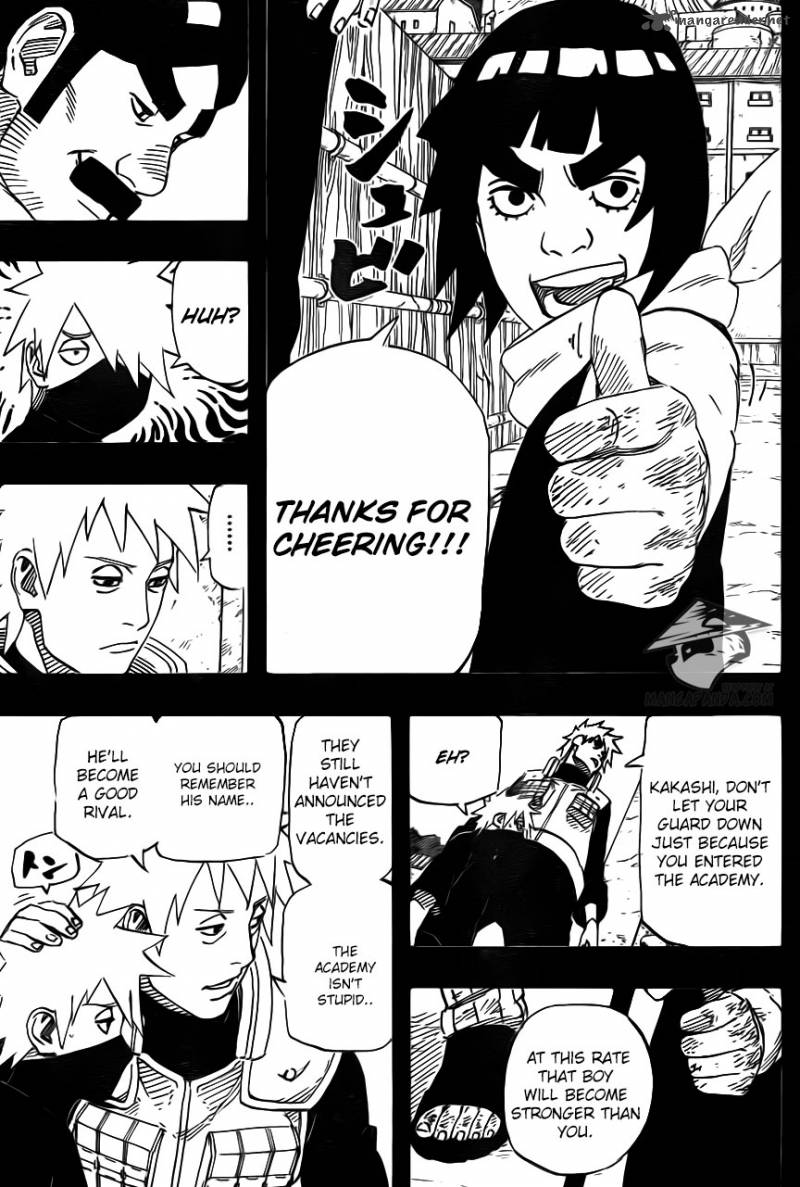 mangareader.net
シュビ
THANKS FOR
CHEERING!!!
HUH?
........
KAKASHI, DON'T
LET YOUR
GUARD DOWN
JUST BECAUSE
YOU ENTERED
THE ACADEMY.
EH?
AT THIS RATE
THAT BOY
WILL BECOME
STRONGER THAN
YOU.
THEY
STILL
HAVEN'T
ANNOUNCED
THE
VACANCIES.
THE
ACADEMY
ISN'T
STUPID..
YOU SHOULD
REMEMBER
HIS NAME..
HE'LL
BECOME
A GOOD
RIVAL.
MANGAPANDA.COM